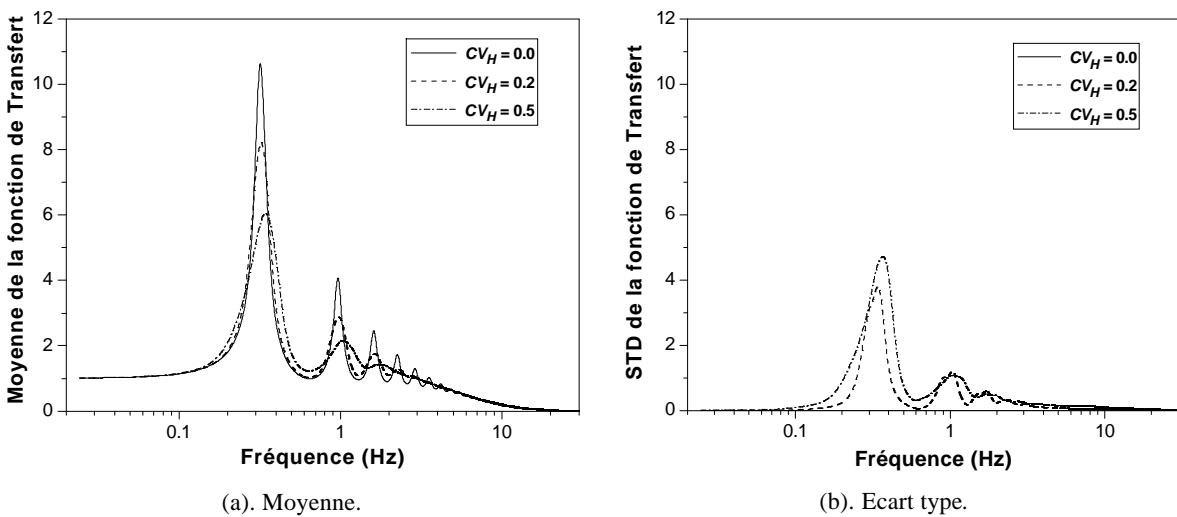 12
10
8
6
4
2
0
Moyenne de la fonction de Transfert
CV_H = 0.0
CV_H = 0.2
CV_H = 0.5
0.1
1
10
Fréquence (Hz)
(a). Moyenne.
12
10
8
6
4
2
0
STD de la fonction de Transfert
CV_H = 0.0
CV_H = 0.2
CV_H = 0.5
0.1
1
10
Fréquence (Hz)
(b). Ecart type.